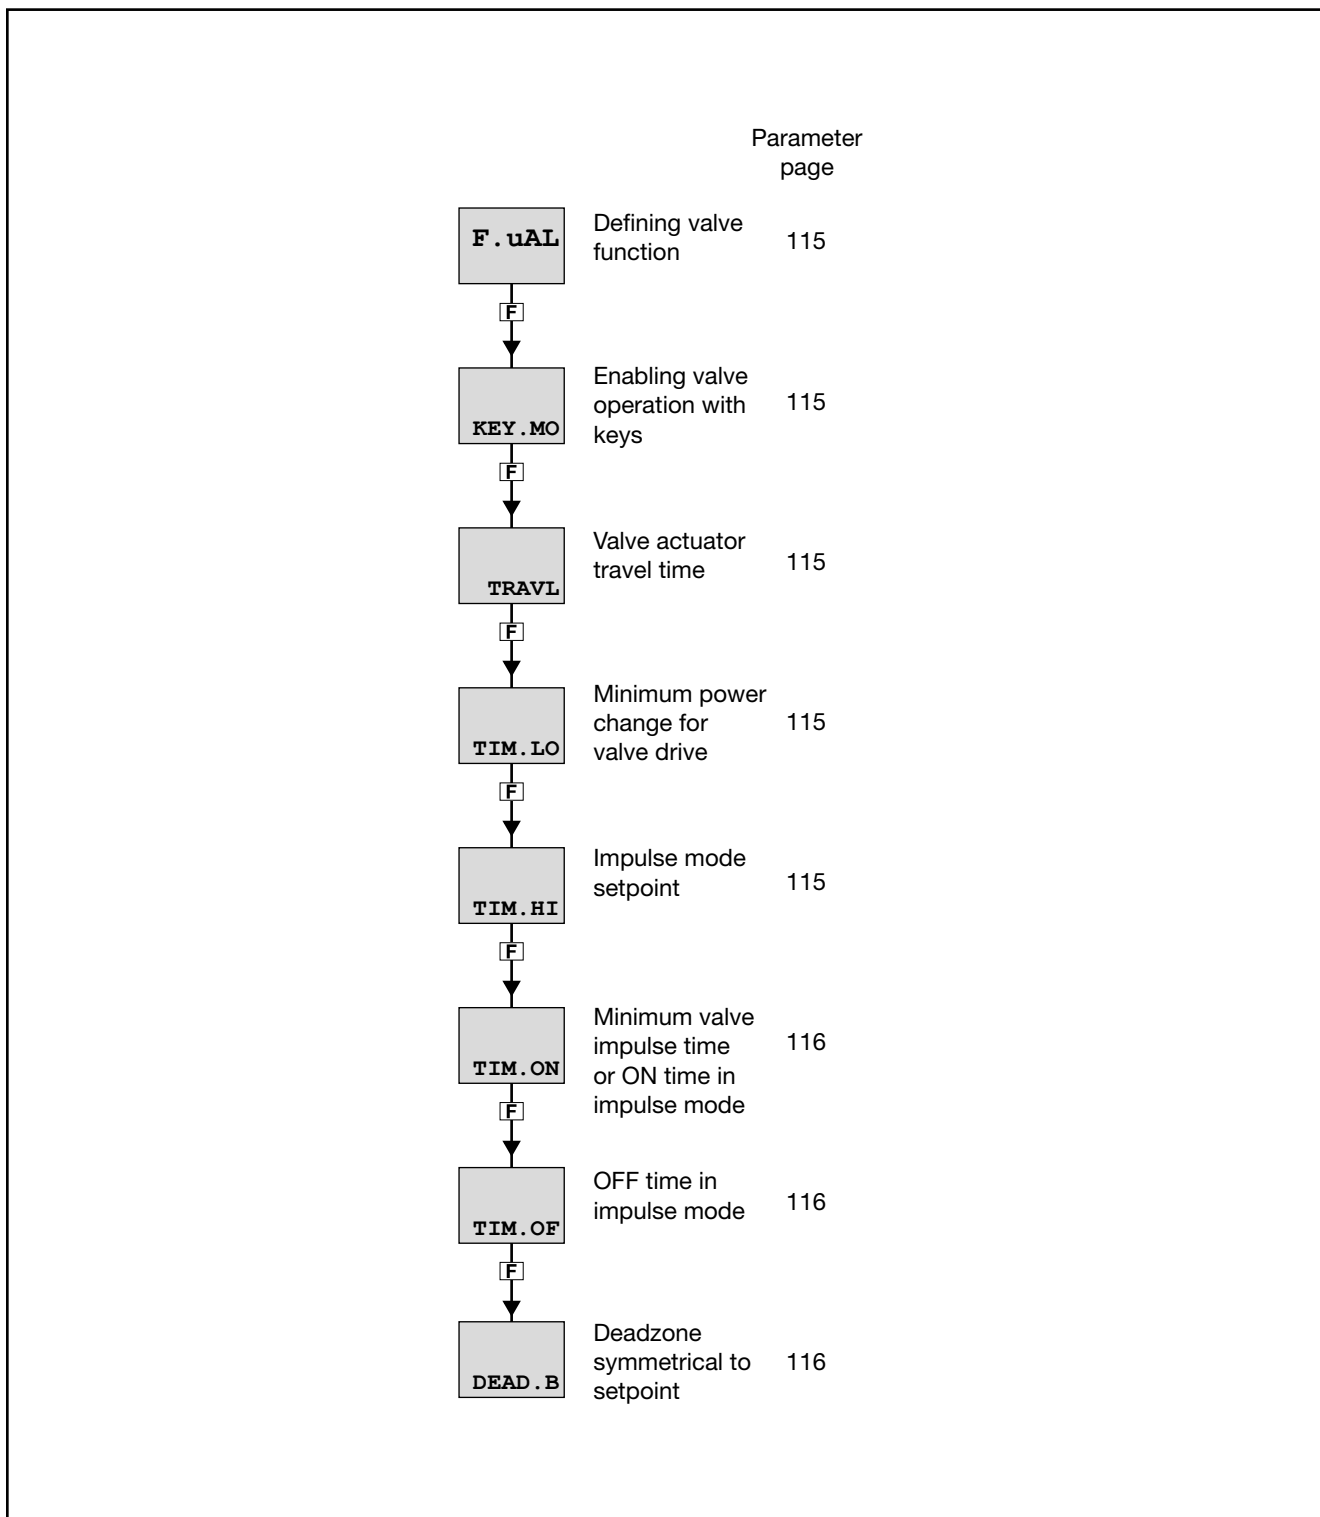 Parameter
page
F.uAL
Defining valve
function
115
F
KEY.MO
Enabling valve
operation with
keys
115
F
TRAVL
Valve actuator
travel time
115
F
TIM.LO
Minimum power
change for
valve drive
115
F
TIM.HI
Impulse mode
setpoint
115
F
TIM.ON
Minimum valve
impulse time
or ON time in
impulse mode
116
F
TIM.OF
OFF time in
impulse mode
116
F
DEAD.B
Deadzone
symmetrical to
setpoint
116